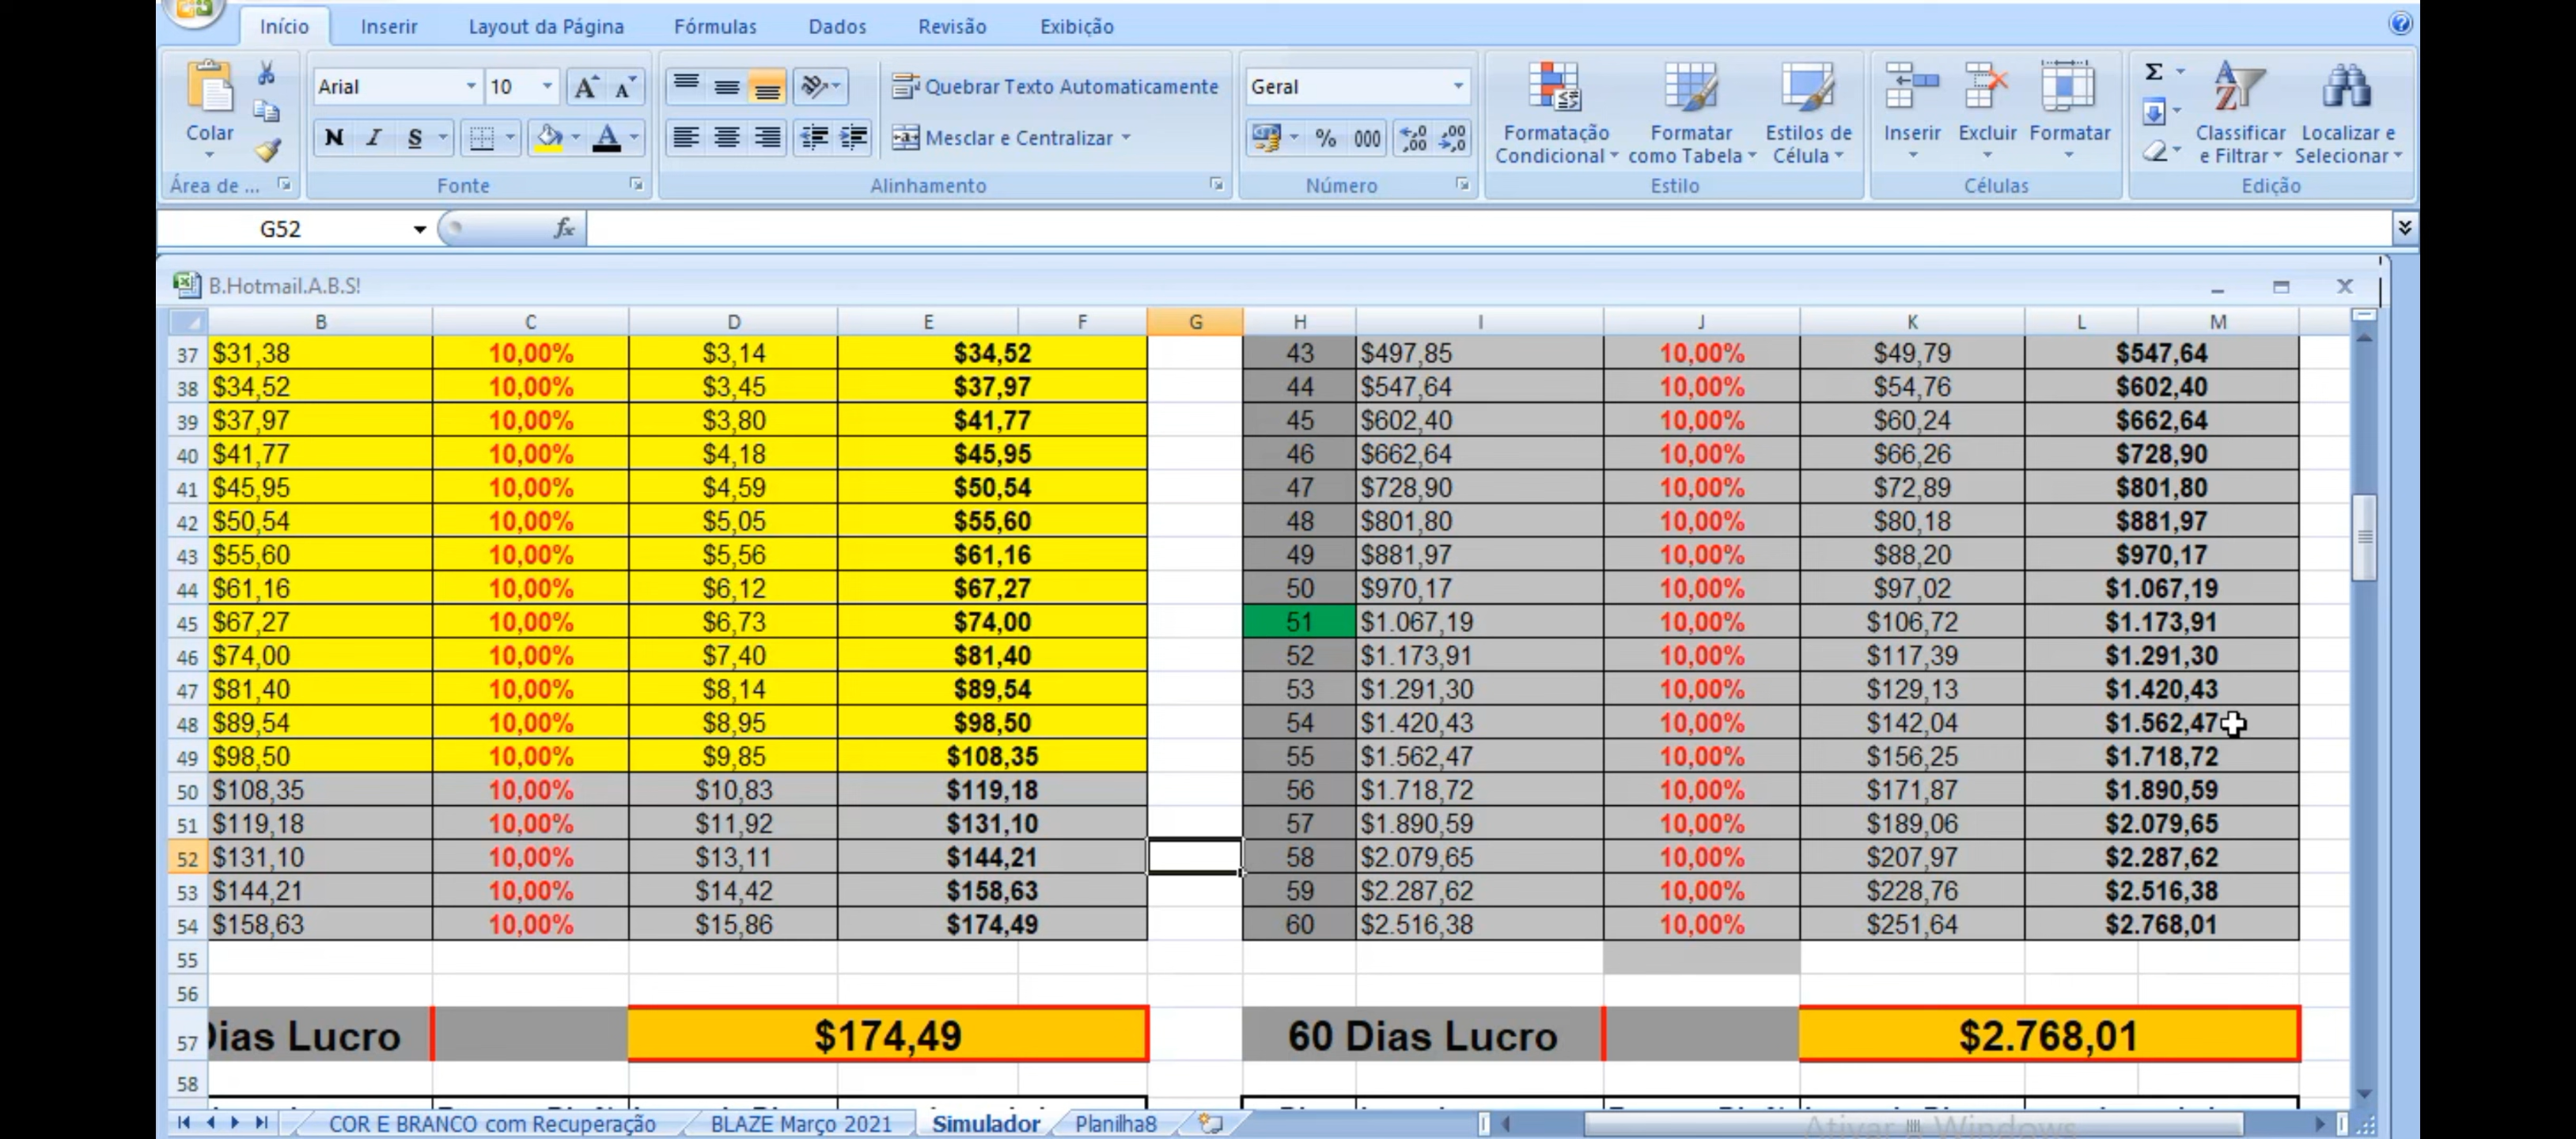 Início Inserir Layout da Página Fórmulas Dados Revisão Exibição
Arial 10 Quebrar Texto Automaticamente Geral
Colar N I S Mesclar e Centralizar % 000 Formatação Condicional Formatar como Tabela Estilos de Célula Inserir Excluir Formatar Σ Classificar e Filtrar Localizar e Selecionar
Área de ... Fonte Alinhamento Número Estilo Células Edição
G52 fx
B.Hotmail.A.B.S!
B C D E F G H I J K L M
37 $31,38 10,00% $3,14 $34,52 43 $497,85 10,00% $49,79 $547,64
38 $34,52 10,00% $3,45 $37,97 44 $547,64 10,00% $54,76 $602,40
39 $37,97 10,00% $3,80 $41,77 45 $602,40 10,00% $60,24 $662,64
40 $41,77 10,00% $4,18 $45,95 46 $662,64 10,00% $66,26 $728,90
41 $45,95 10,00% $4,59 $50,54 47 $728,90 10,00% $72,89 $801,80
42 $50,54 10,00% $5,05 $55,60 48 $801,80 10,00% $80,18 $881,97
43 $55,60 10,00% $5,56 $61,16 49 $881,97 10,00% $88,20 $970,17
44 $61,16 10,00% $6,12 $67,27 50 $970,17 10,00% $97,02 $1.067,19
45 $67,27 10,00% $6,73 $74,00 51 $1.067,19 10,00% $106,72 $1.173,91
46 $74,00 10,00% $7,40 $81,40 52 $1.173,91 10,00% $117,39 $1.291,30
47 $81,40 10,00% $8,14 $89,54 53 $1.291,30 10,00% $129,13 $1.420,43
48 $89,54 10,00% $8,95 $98,50 54 $1.420,43 10,00% $142,04 $1.562,47
49 $98,50 10,00% $9,85 $108,35 55 $1.562,47 10,00% $156,25 $1.718,72
50 $108,35 10,00% $10,83 $119,18 56 $1.718,72 10,00% $171,87 $1.890,59
51 $119,18 10,00% $11,92 $131,10 57 $1.890,59 10,00% $189,06 $2.079,65
52 $131,10 10,00% $13,11 $144,21 58 $2.079,65 10,00% $207,97 $2.287,62
53 $144,21 10,00% $14,42 $158,63 59 $2.287,62 10,00% $228,76 $2.516,38
54 $158,63 10,00% $15,86 $174,49 60 $2.516,38 10,00% $251,64 $2.768,01
55
56
57 Dias Lucro $174,49 60 Dias Lucro $2.768,01
58
COR E BRANCO com Recuperação BLAZE Março 2021 Simulador Planilha8
Ativar o Windows